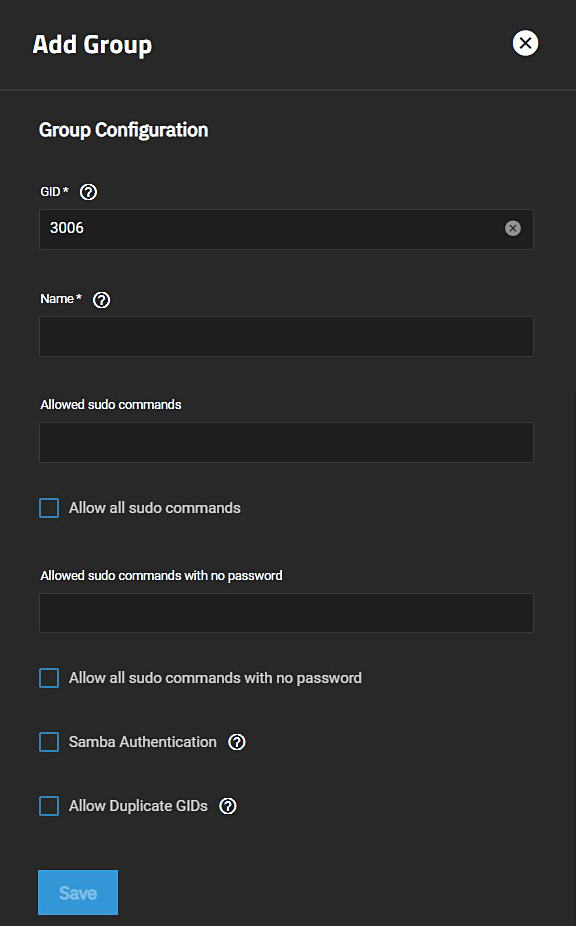 Add Group
Group Configuration
GID *
3006
Name *
Allowed sudo commands
Allow all sudo commands
Allowed sudo commands with no password
Allow all sudo commands with no password
Samba Authentication
Allow Duplicate GIDs
Save